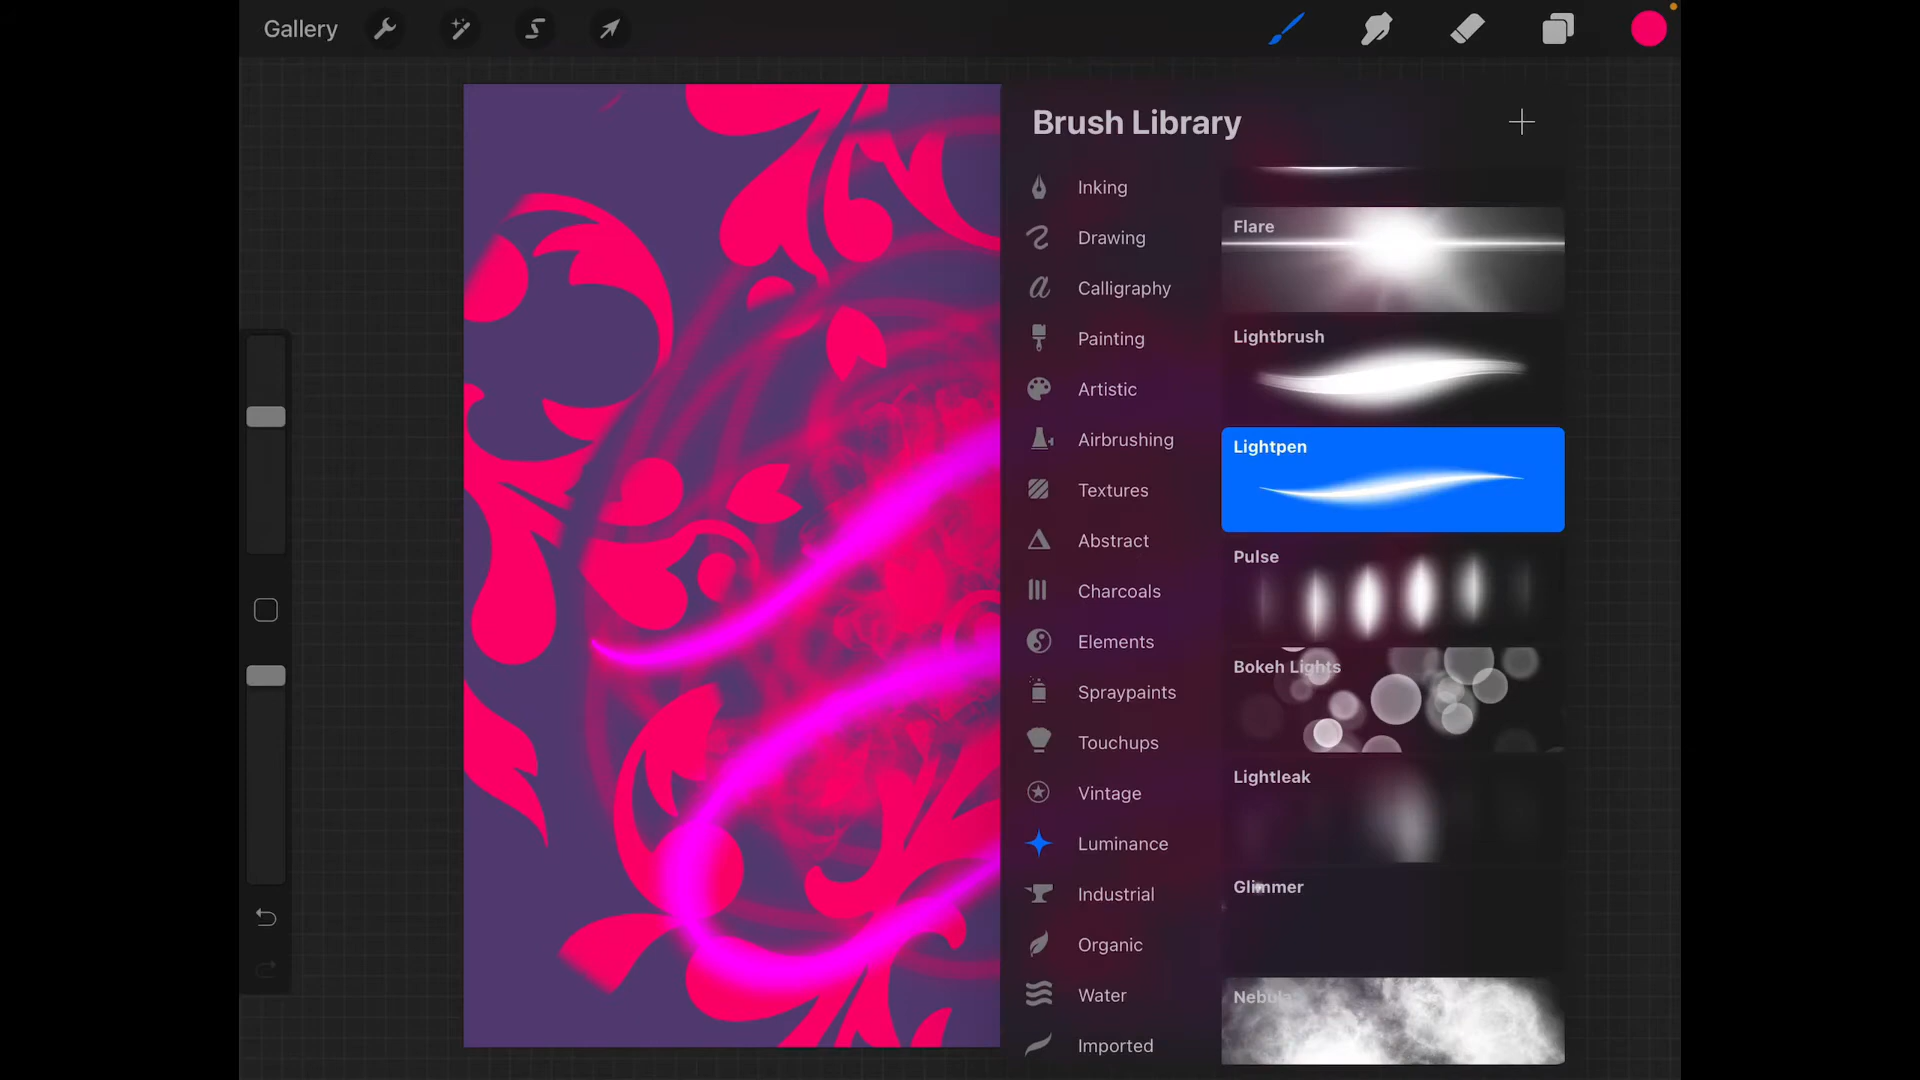 Gallery
Brush Library
Inking
Drawing
Calligraphy
Painting
Artistic
Airbrushing
Textures
Abstract
Charcoals
Elements
Spraypaints
Touchups
Vintage
Luminance
Industrial
Organic
Water
Imported
Flare
Lightbrush
Lightpen
Pulse
Bokeh Lights
Lightleak
Glimmer
Nebula